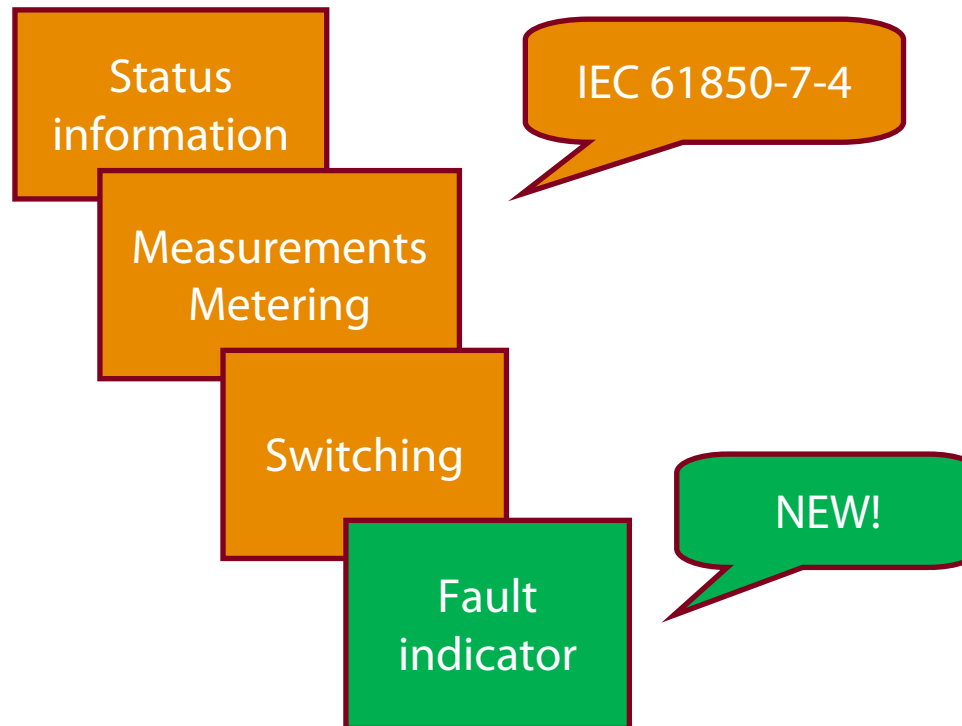 Status
information
IEC 61850-7-4
Measurements
Metering
Switching
NEW!
Fault
indicator